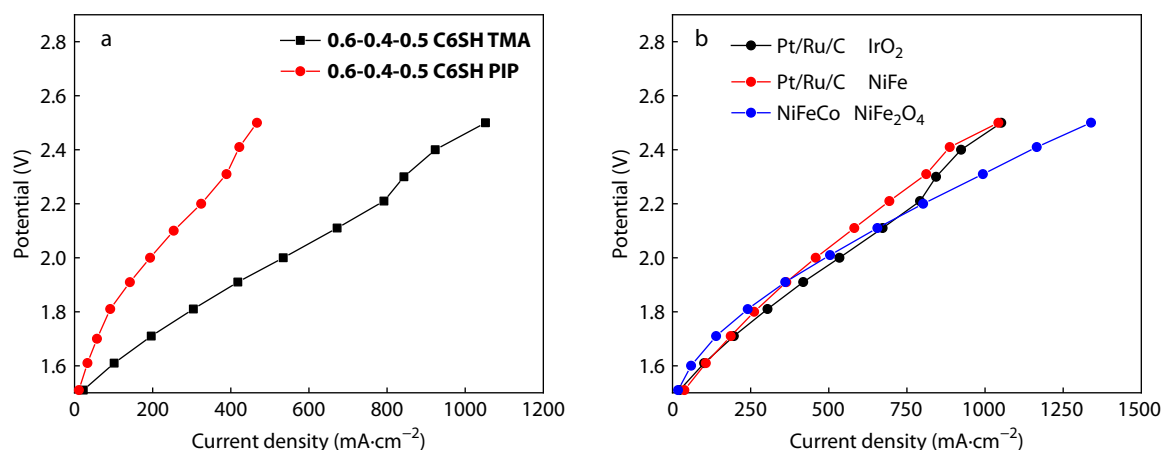 a
0.6-0.4-0.5 C6SH TMA
0.6-0.4-0.5 C6SH PIP
Potential (V)
2.8
2.6
2.4
2.2
2.0
1.8
1.6
0 200 400 600 800 1000 1200
Current density (mA·cm⁻²)
b
Pt/Ru/C IrO₂
Pt/Ru/C NiFe
NiFeCo NiFe₂O₄
Potential (V)
2.8
2.6
2.4
2.2
2.0
1.8
1.6
0 250 500 750 1000 1250 1500
Current density (mA·cm⁻²)